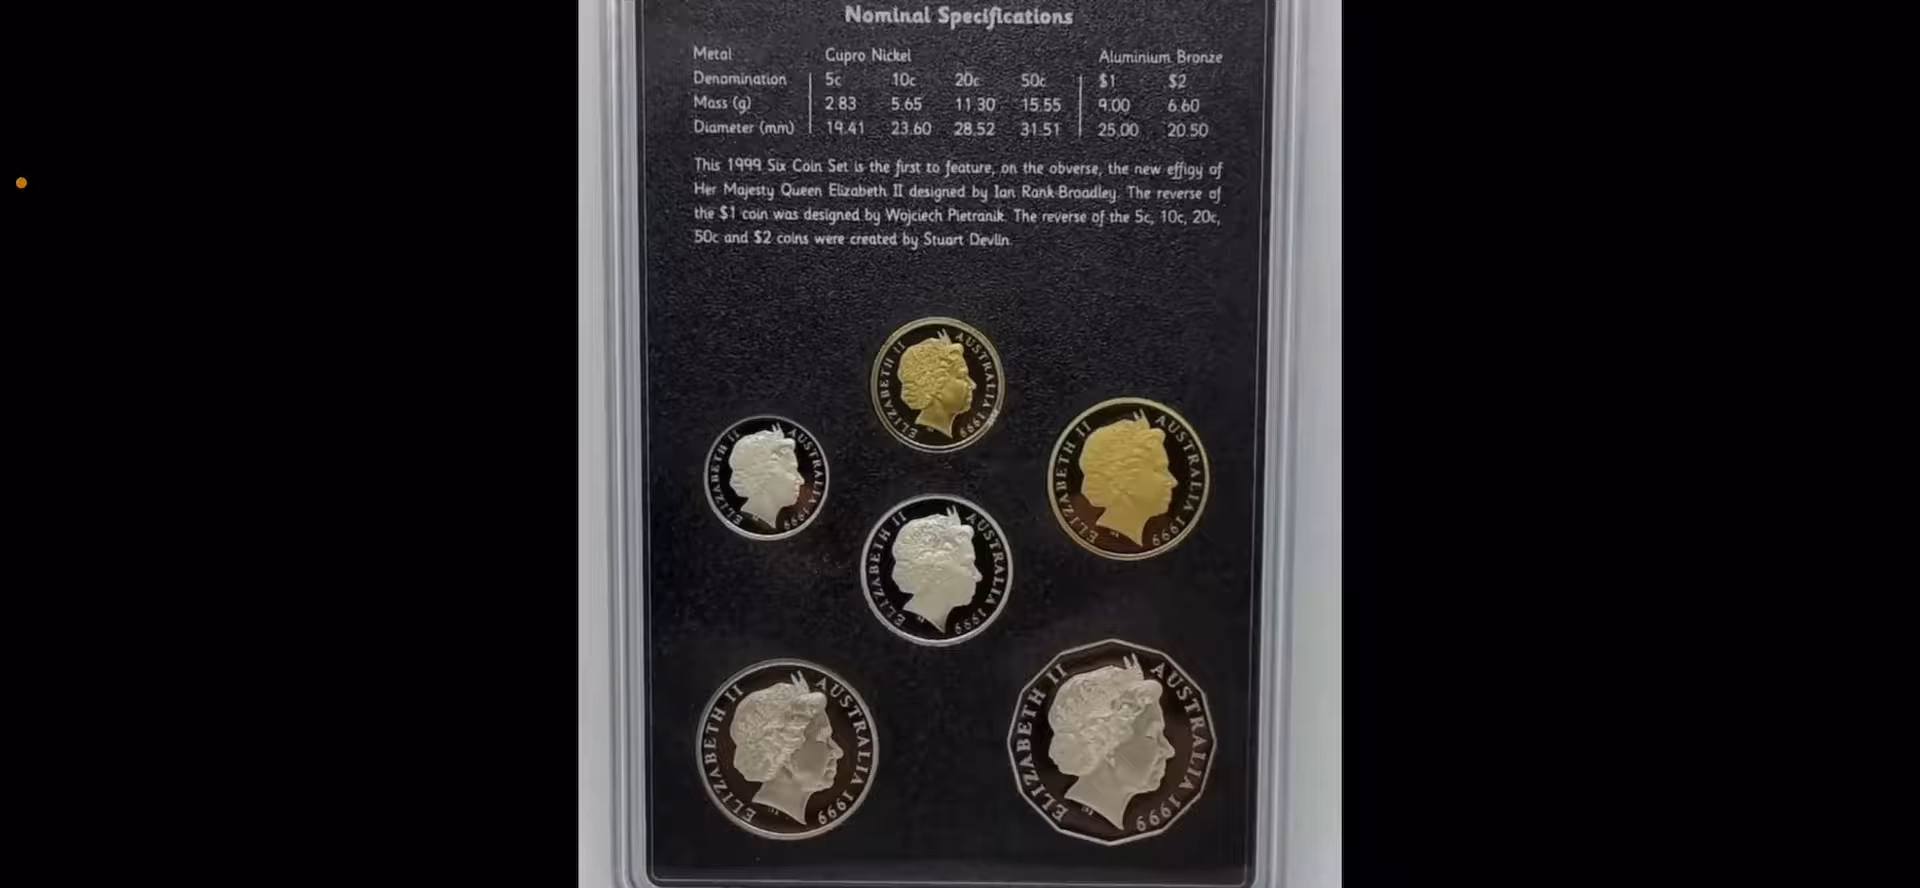 Nominal Specifications
Metal Cupro Nickel Aluminium Bronze
Denomination 5c 10c 20c 50c $1 $2
Mass (g) 2.83 5.65 11.30 15.55 9.00 6.60
Diameter (mm) 19.41 23.60 28.52 31.51 25.00 20.50
This 1999 Six Coin Set is the first to feature, on the obverse, the new effigy of
Her Majesty Queen Elizabeth II designed by Ian Rank-Broadley. The reverse of
the $1 coin was designed by Wojciech Pietranik. The reverse of the 5c, 10c, 20c,
50c and $2 coins were created by Stuart Devlin.
ELIZABETH II AUSTRALIA 1999
ELIZABETH II AUSTRALIA 1999
ELIZABETH II AUSTRALIA 1999
ELIZABETH II AUSTRALIA 1999
ELIZABETH II AUSTRALIA 1999
ELIZABETH II AUSTRALIA 1999